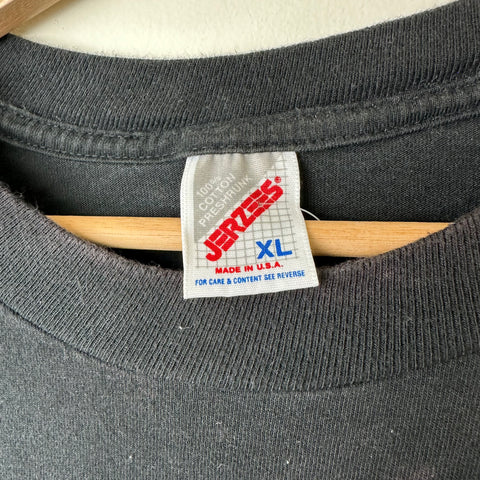 100%
COTTON
PRESHRUNK
JERZEES
XL
MADE IN U.S.A.
FOR CARE & CONTENT SEE REVERSE